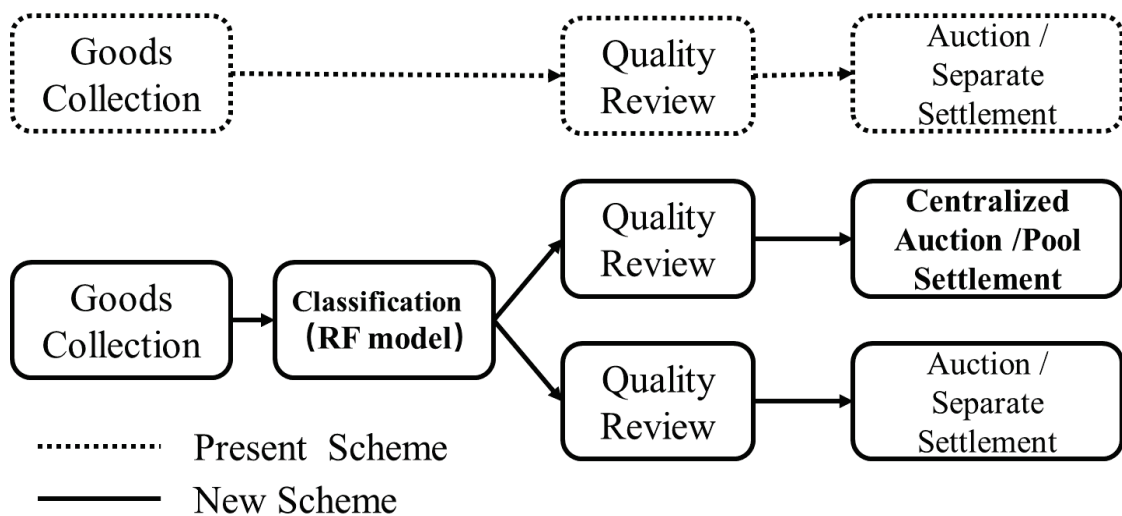 Goods
Collection
Quality
Review
Auction /
Separate
Settlement
Goods
Collection
Classification
（RF model）
Quality
Review
Centralized
Auction /Pool
Settlement
Quality
Review
Auction /
Separate
Settlement
Present Scheme
New Scheme